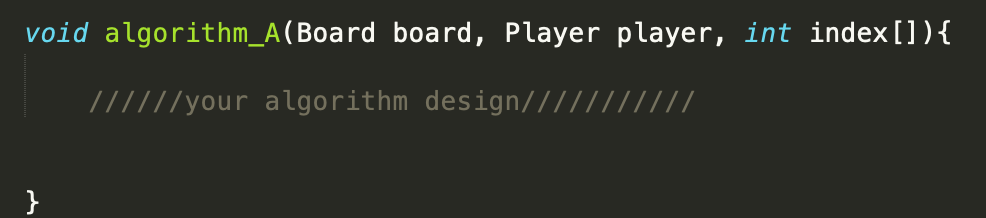 void algorithm_A(Board board, Player player, int index[]){
//////your algorithm design///////////
}